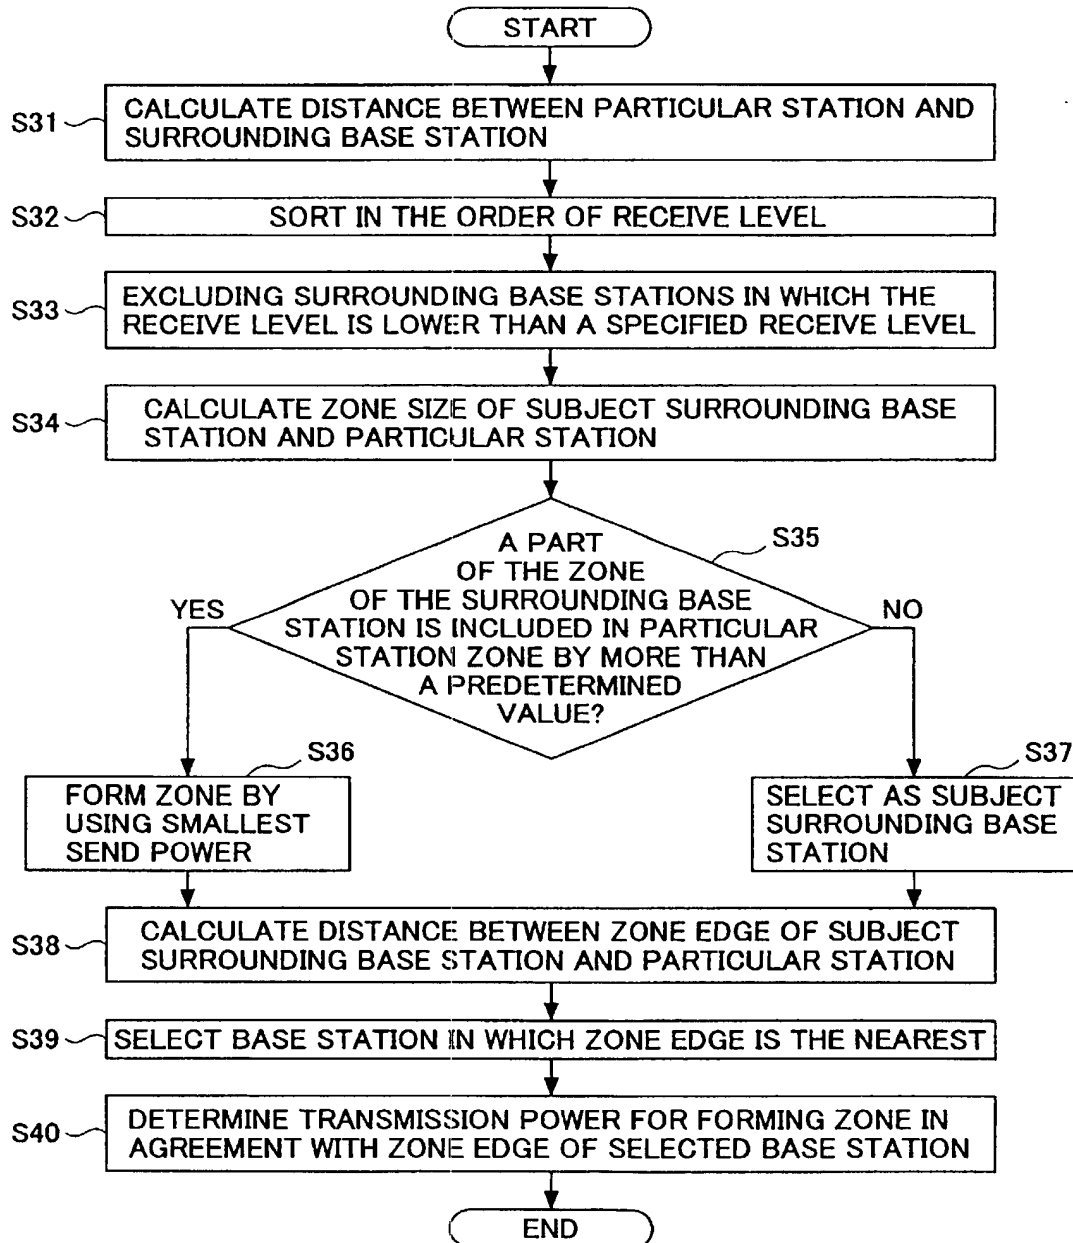 START
S31
CALCULATE DISTANCE BETWEEN PARTICULAR STATION AND
SURROUNDING BASE STATION
S32
SORT IN THE ORDER OF RECEIVE LEVEL
S33
EXCLUDING SURROUNDING BASE STATIONS IN WHICH THE
RECEIVE LEVEL IS LOWER THAN A SPECIFIED RECEIVE LEVEL
S34
CALCULATE ZONE SIZE OF SUBJECT SURROUNDING BASE
STATION AND PARTICULAR STATION
S35
A PART
OF THE ZONE
OF THE SURROUNDING BASE
STATION IS INCLUDED IN PARTICULAR
STATION ZONE BY MORE THAN
A PREDETERMINED
VALUE?
YES
NO
S36
FORM ZONE BY
USING SMALLEST
SEND POWER
S37
SELECT AS SUBJECT
SURROUNDING BASE
STATION
S38
CALCULATE DISTANCE BETWEEN ZONE EDGE OF SUBJECT
SURROUNDING BASE STATION AND PARTICULAR STATION
S39
SELECT BASE STATION IN WHICH ZONE EDGE IS THE NEAREST
S40
DETERMINE TRANSMISSION POWER FOR FORMING ZONE IN
AGREEMENT WITH ZONE EDGE OF SELECTED BASE STATION
END